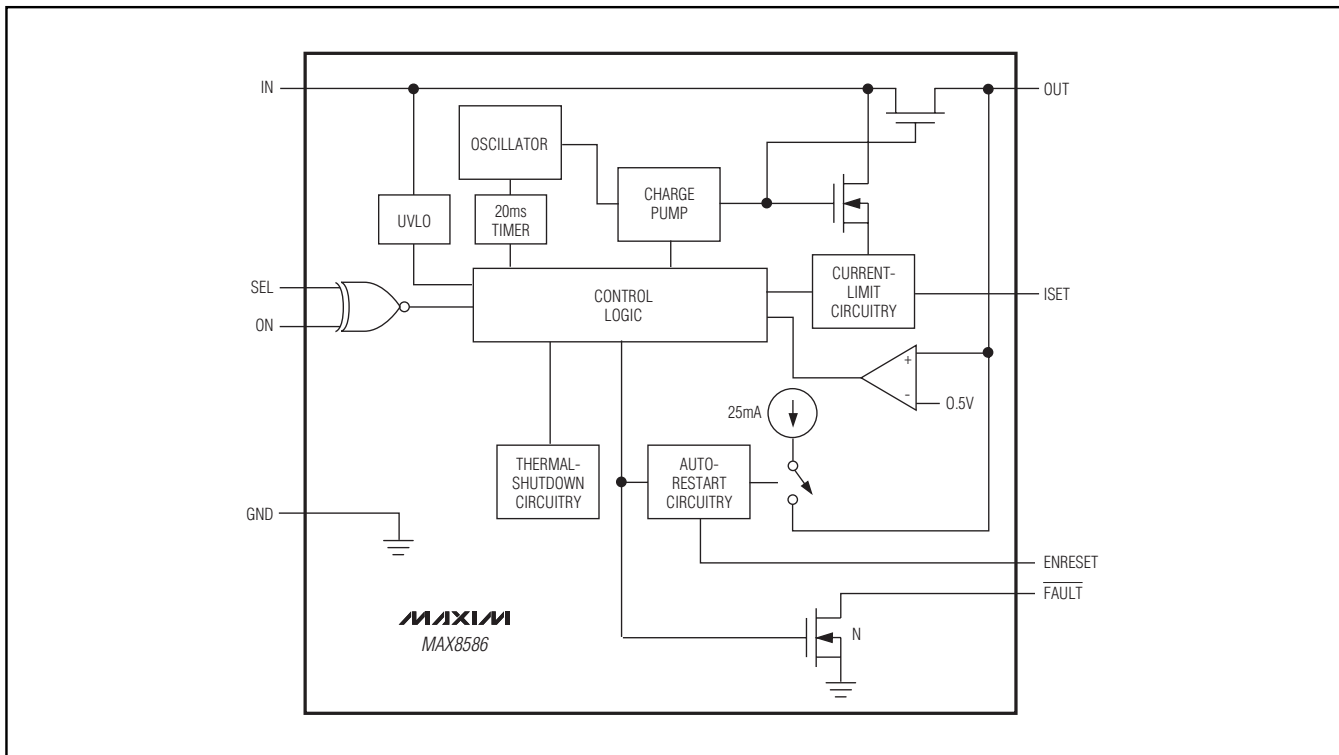 IN
OUT
OSCILLATOR
CHARGE
PUMP
UVLO
20ms
TIMER
SEL
ON
CONTROL
LOGIC
CURRENT-
LIMIT
CIRCUITRY
ISET
+
-
0.5V
25mA
THERMAL-
SHUTDOWN
CIRCUITRY
AUTO-
RESTART
CIRCUITRY
GND
ENRESET
FAULT
N
MAXIM
MAX8586